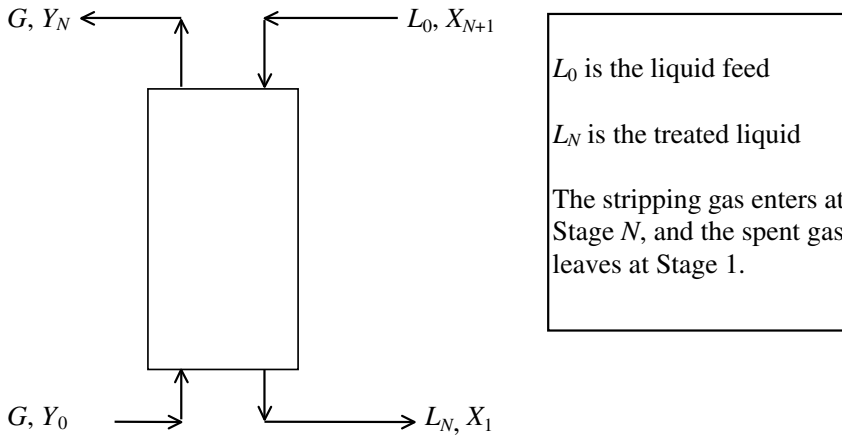 G, Y_N
L_0, X_{N+1}
L_0 is the liquid feed
L_N is the treated liquid
The stripping gas enters at
Stage N, and the spent gas
leaves at Stage 1.
G, Y_0
L_N, X_1